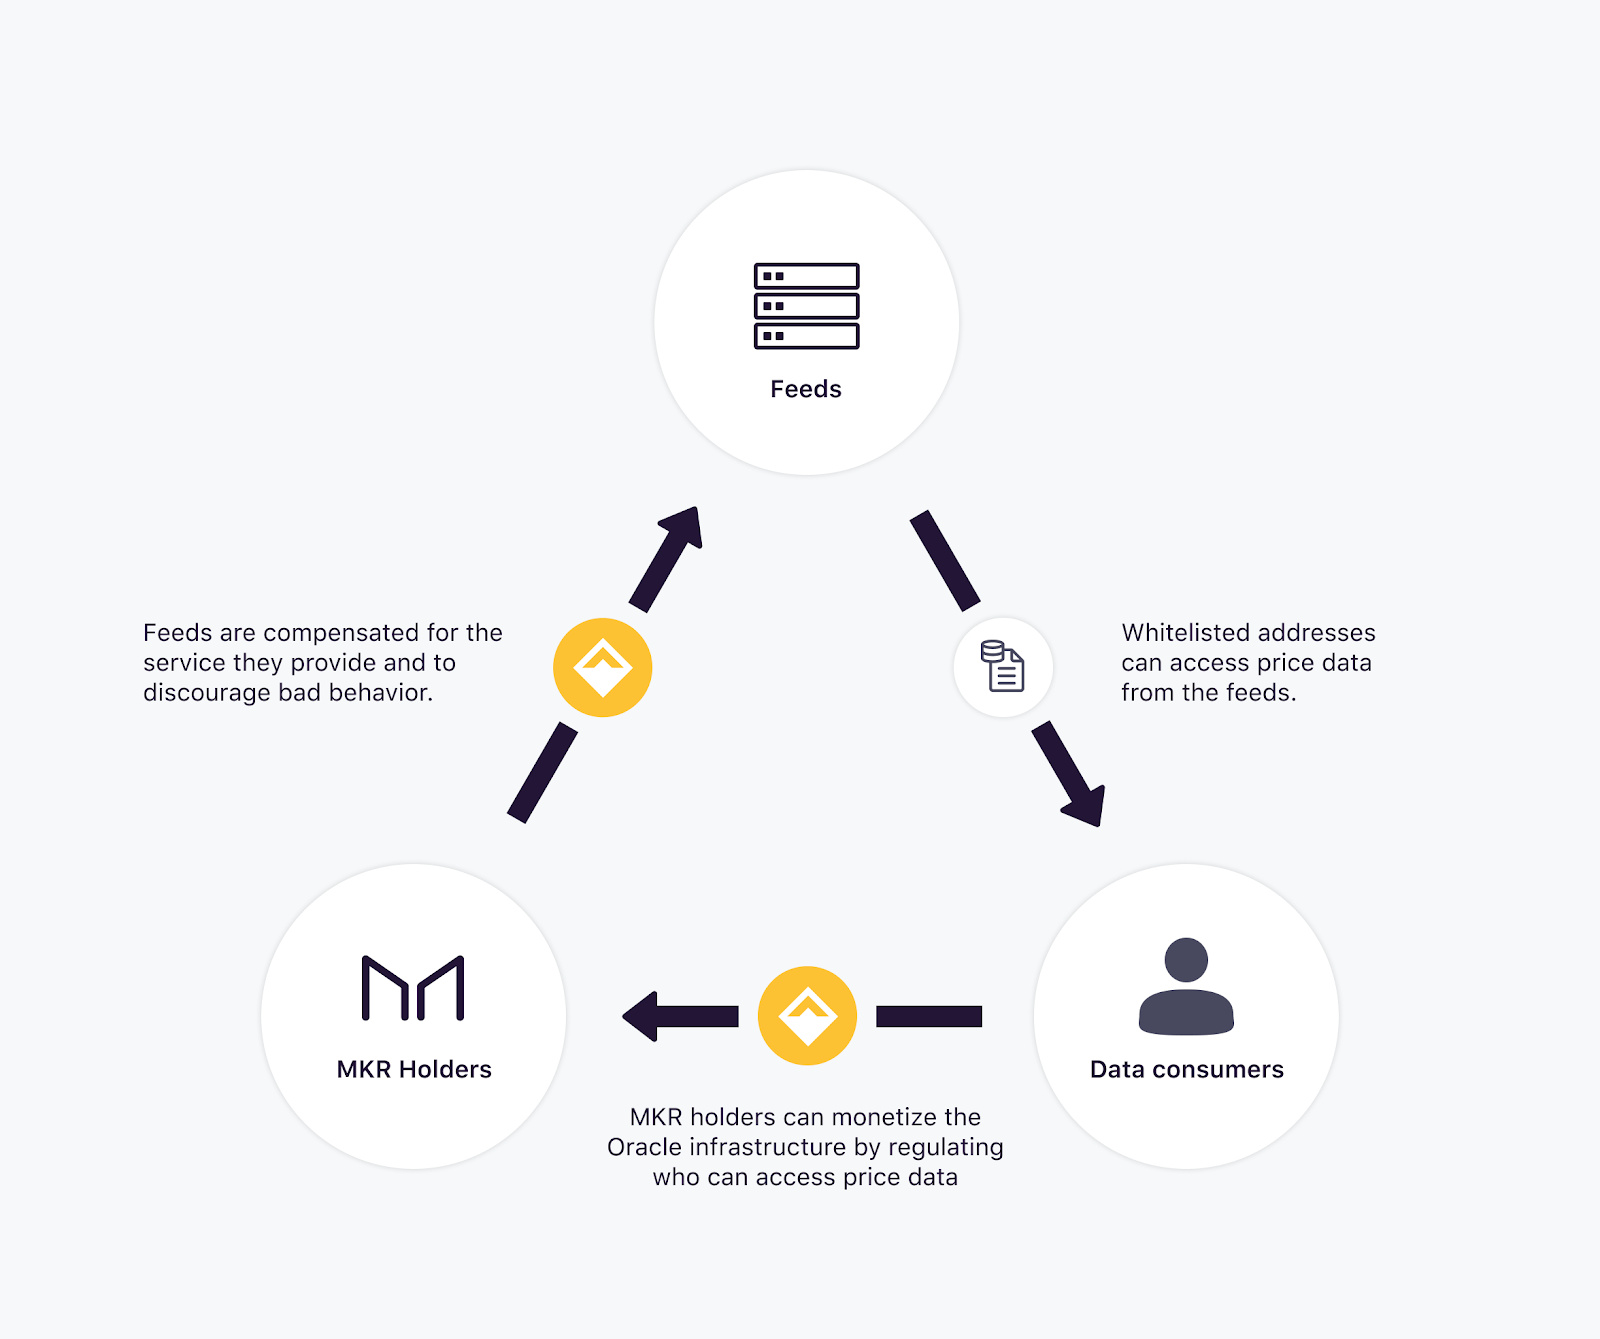 Feeds
Feeds are compensated for the
service they provide and to
discourage bad behavior.
Whitelisted addresses
can access price data
from the feeds.
MKR Holders
Data consumers
MKR holders can monetize the
Oracle infrastructure by regulating
who can access price data